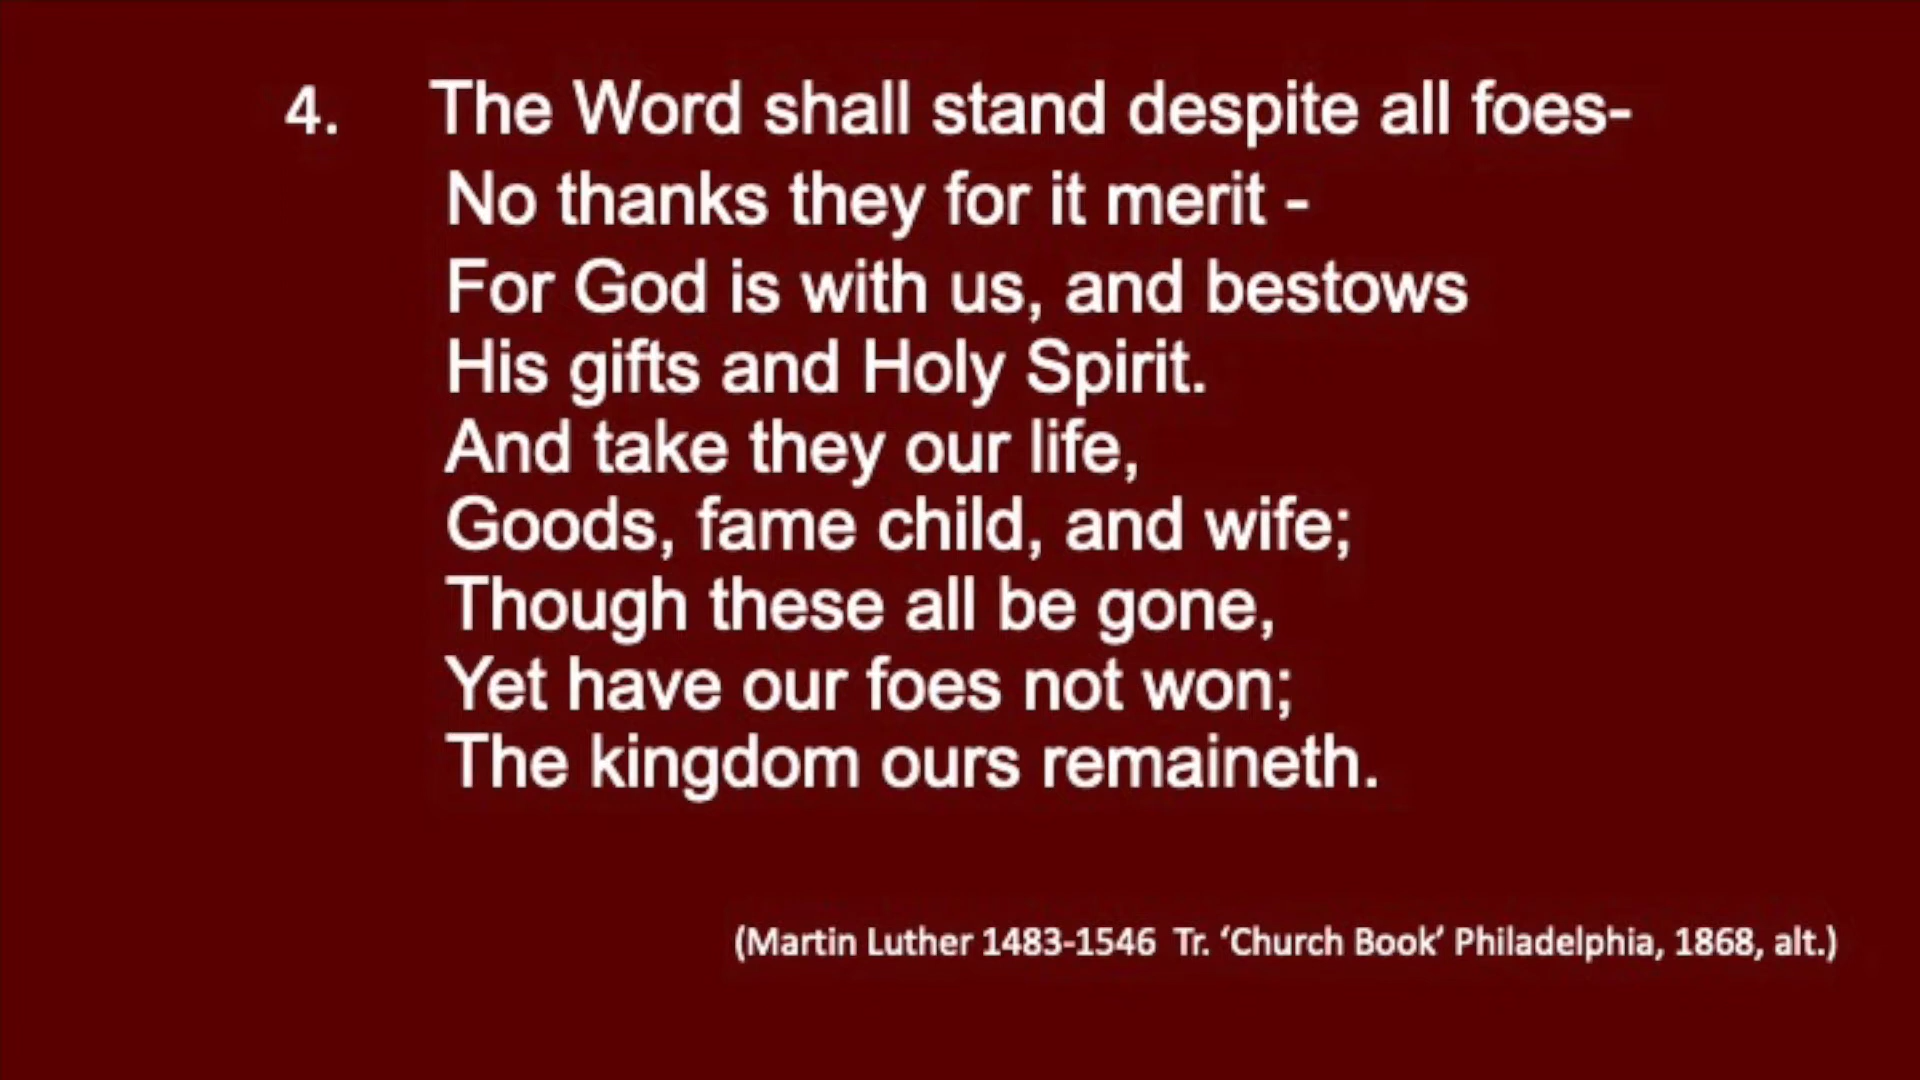 4. The Word shall stand despite all foes-
No thanks they for it merit -
For God is with us, and bestows
His gifts and Holy Spirit.
And take they our life,
Goods, fame child, and wife;
Though these all be gone,
Yet have our foes not won;
The kingdom ours remaineth.
(Martin Luther 1483-1546 Tr. ‘Church Book’ Philadelphia, 1868, alt.)